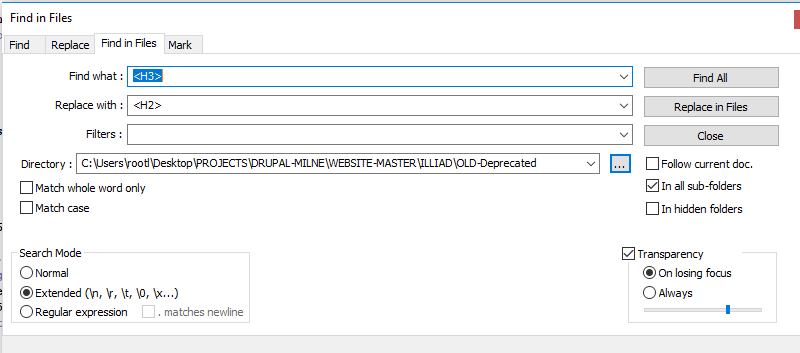 Find in Files
Find Replace Find in Files Mark
Find what : <H3> Find All
Replace with : <H2> Replace in Files
Filters : Close
Directory : C:\Users\rootl\Desktop\PROJECTS\DRUPAL-MILNE\WEBSITE-MASTER\ILLIAD\OLD-Deprecated ... Follow current doc.
Match whole word only In all sub-folders
Match case In hidden folders
Search Mode Transparency
Normal On losing focus
Extended (\n, \r, \t, \0, \x...) Always
Regular expression . matches newline